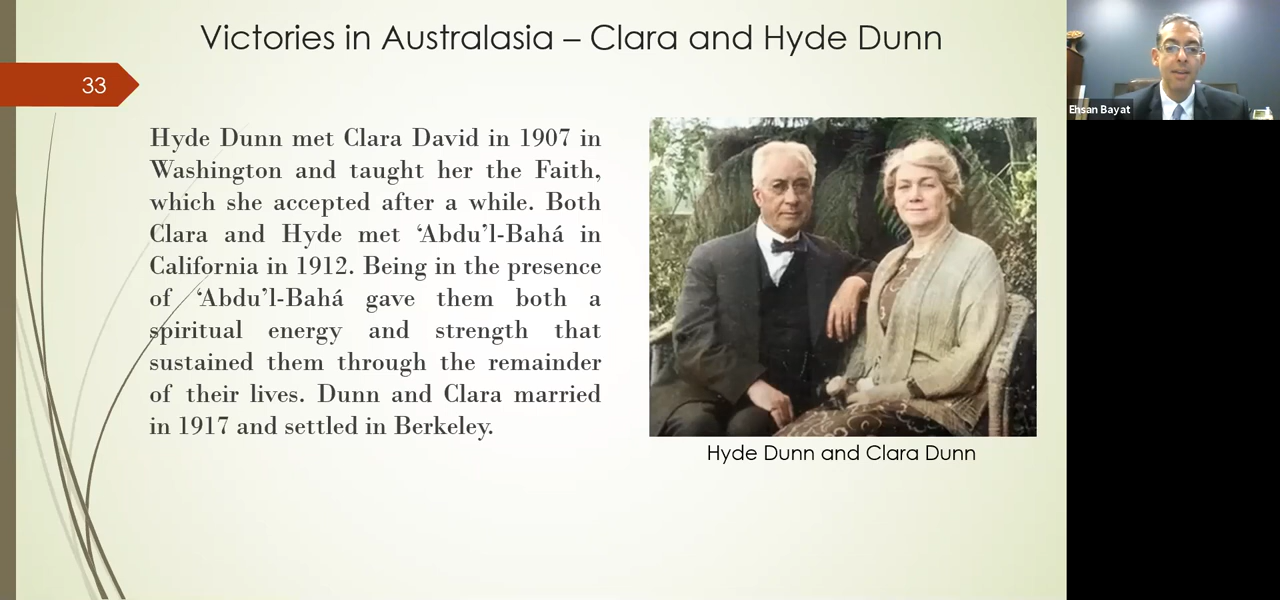 Victories in Australasia – Clara and Hyde Dunn
33
Hyde Dunn met Clara David in 1907 in
Washington and taught her the Faith,
which she accepted after a while. Both
Clara and Hyde met ‘Abdu’l-Bahá in
California in 1912. Being in the presence
of ‘Abdu’l-Bahá gave them both a
spiritual energy and strength that
sustained them through the remainder
of their lives. Dunn and Clara married
in 1917 and settled in Berkeley.
Hyde Dunn and Clara Dunn
Ehsan Bayat